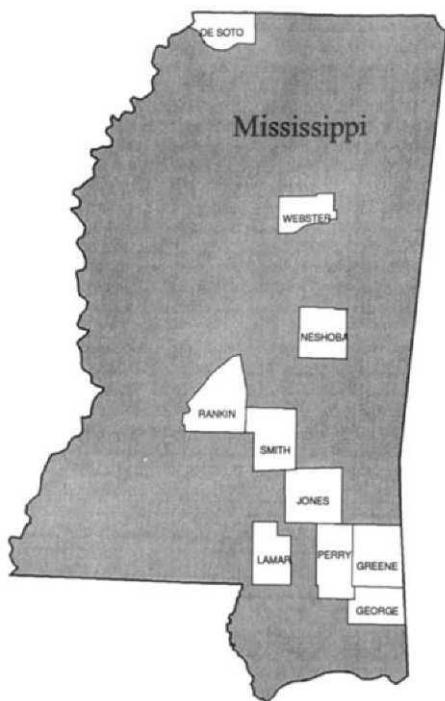 DE SOTO
Mississippi
WEBSTER
NESHOBA
RANKIN
SMITH
JONES
LAMAR
PERRY
GREENE
GEORGE